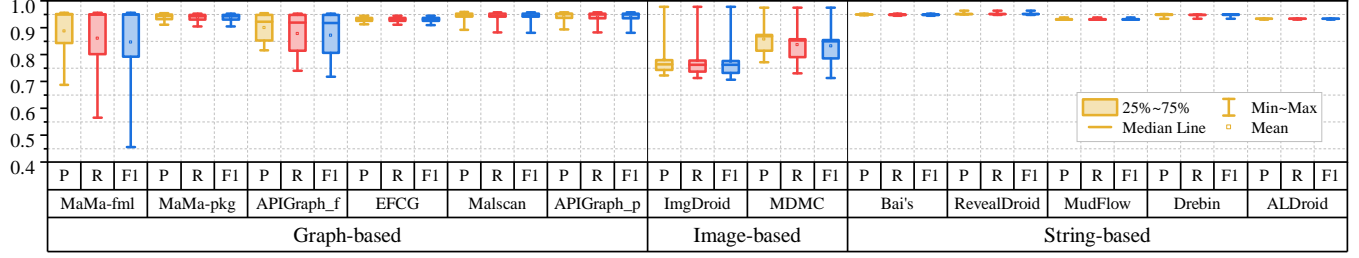 1.0
0.9
0.8
0.7
0.6
0.5
0.4
25%~75% Min~Max
Median Line Mean
P R F1 P R F1 P R F1 P R F1 P R F1 P R F1 P R F1 P R F1 P R F1 P R F1 P R F1 P R F1 P R F1
MaMa-fml MaMa-pkg APIGraph_f EFCG Malscan APIGraph_p ImgDroid MDMC Bai's RevealDroid MudFlow Drebin ALDroid
Graph-based Image-based String-based